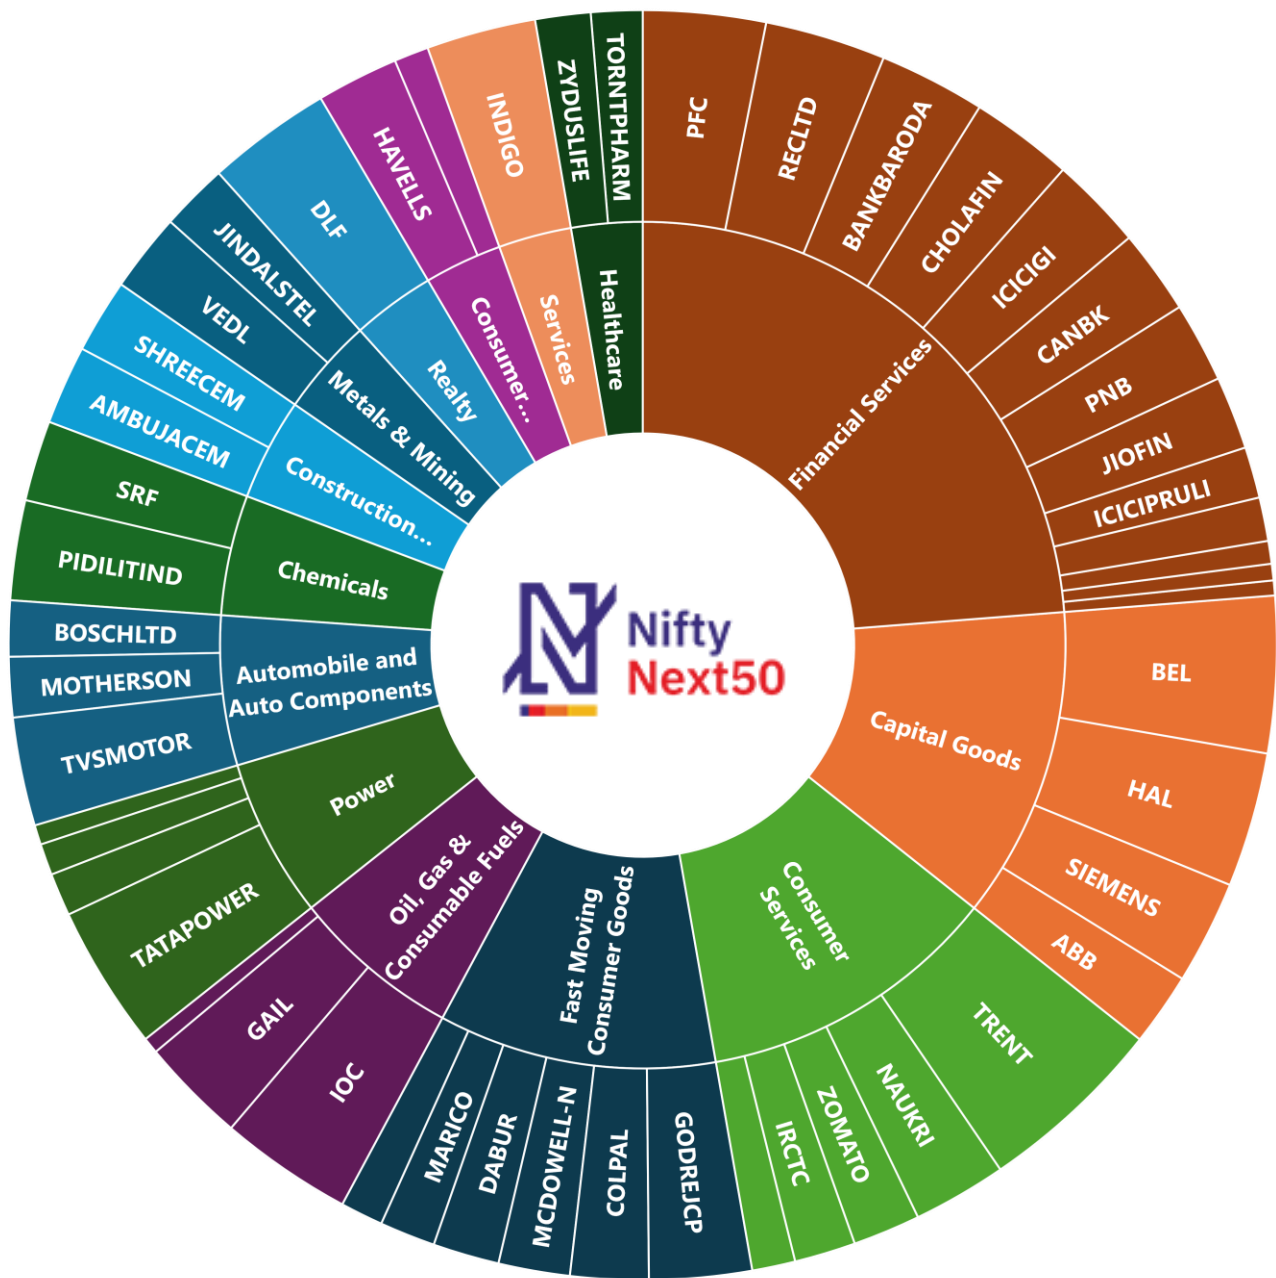 PFC
RECLTD
BANKBARODA
CHOLAFIN
ICICIGI
CANBK
PNB
JIOFIN
ICICIPRULI
Financial Services
BEL
HAL
SIEMENS
ABB
Capital Goods
TRENT
NAUKRI
ZOMATO
IRCTC
Consumer
Services
GODREJCP
COLPAL
MCDOWELL-N
DABUR
MARICO
Fast Moving
Consumer Goods
IOC
GAIL
Oil, Gas &
Consumable Fuels
TATAPOWER
Power
TVSMOTOR
MOTHERSON
BOSCHLTD
Automobile and
Auto Components
PIDILITIND
SRF
Chemicals
AMBUJACEM
SHREECEM
Construction...
VEDL
JINDALSTEL
Metals & Mining
DLF
Realty
HAVELLS
Consumer...
INDIGO
Services
ZYDUSLIFE
TORNTPHARM
Healthcare
Nifty
Next50